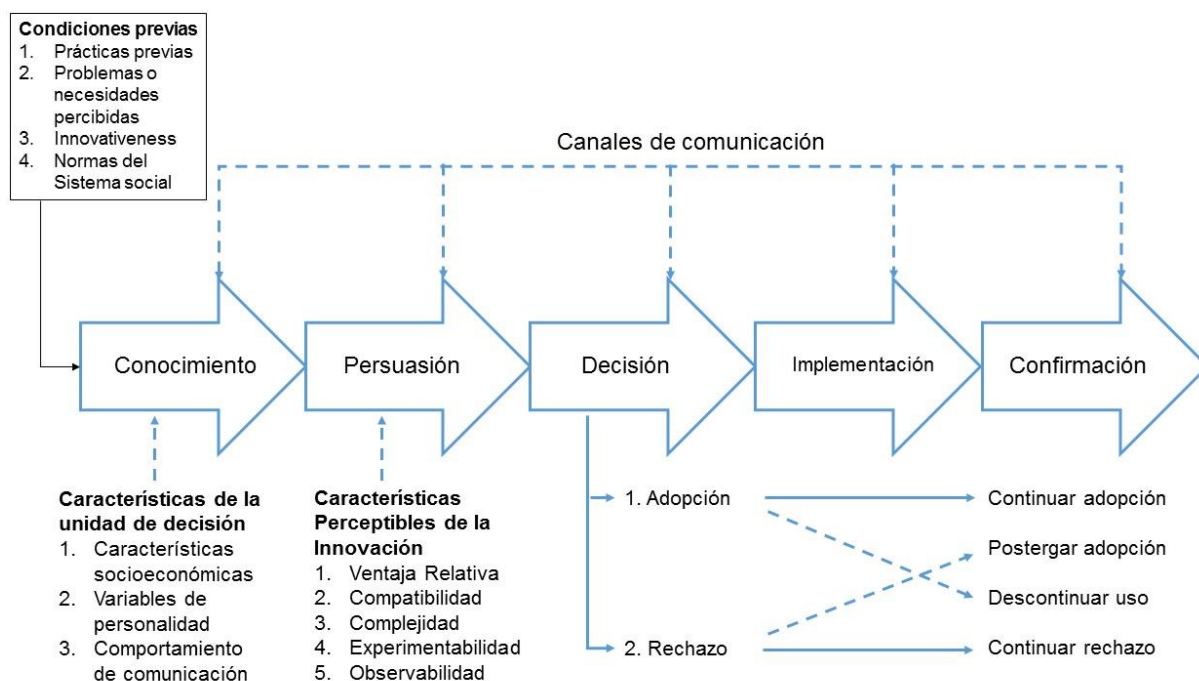 Condiciones previas
1. Prácticas previas
2. Problemas o
necesidades
percibidas
3. Innovativeness
4. Normas del
Sistema social
Canales de comunicación
Conocimiento
Persuasión
Decisión
Implementación
Confirmación
Características de la
unidad de decisión
1. Características
socioeconómicas
2. Variables de
personalidad
3. Comportamiento
de comunicación
Características
Perceptibles de la
Innovación
1. Ventaja Relativa
2. Compatibilidad
3. Complejidad
4. Experimentabilidad
5. Observabilidad
1. Adopción
2. Rechazo
Continuar adopción
Postergar adopción
Descontinuar uso
Continuar rechazo